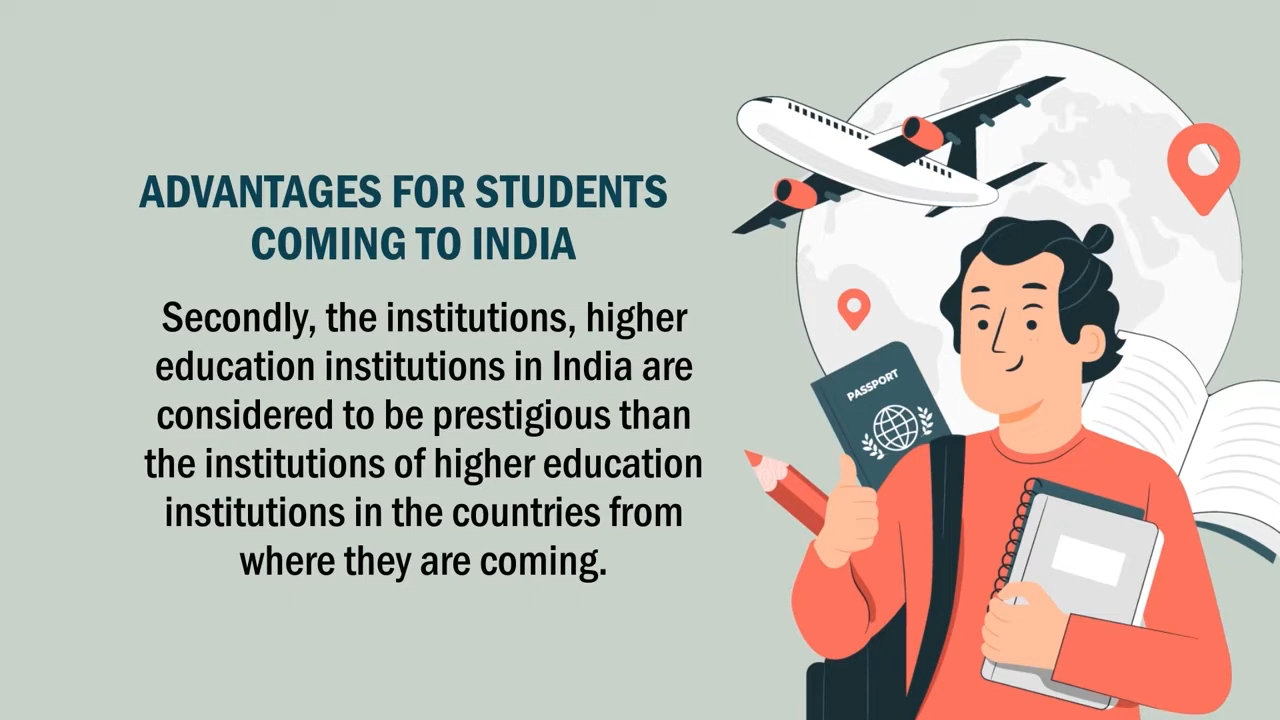 ADVANTAGES FOR STUDENTS
COMING TO INDIA
Secondly, the institutions, higher
education institutions in India are
considered to be prestigious than
the institutions of higher education
institutions in the countries from
where they are coming.
PASSPORT